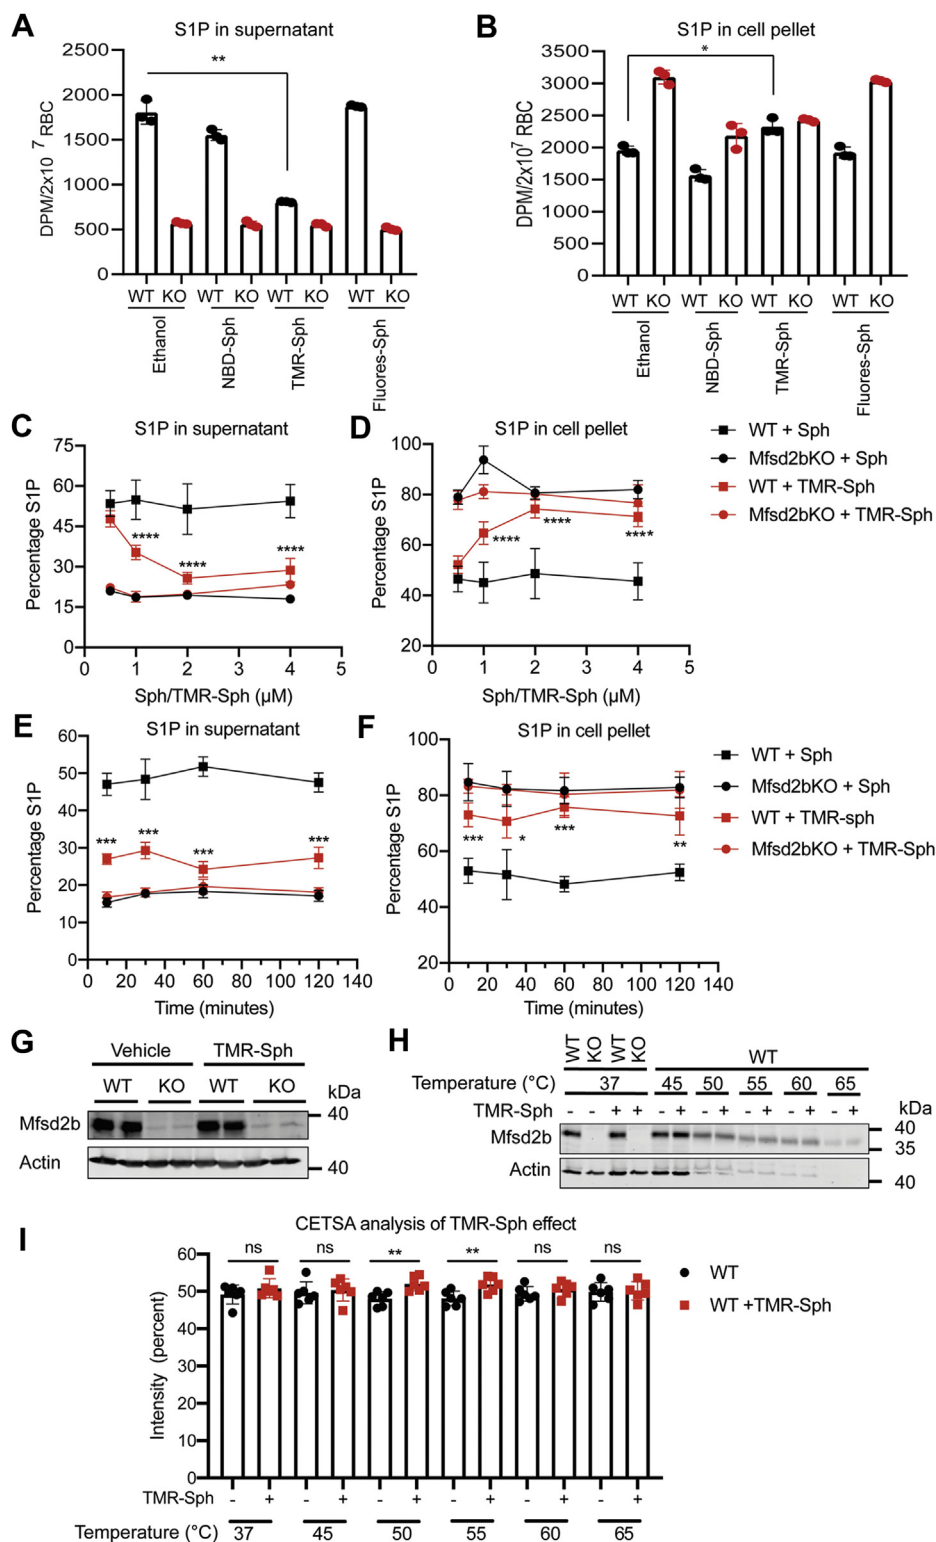 A
S1P in supernatant
**
DPM/2x10 7 RBC
2500
2000
1500
1000
500
0
WT KO WT KO WT KO WT KO
Ethanol
NBD-Sph
TMR-Sph
Fluores-Sph
B
S1P in cell pellet
*
DPM/2x10⁷ RBC
3500
3000
2500
2000
1500
1000
500
0
WT KO WT KO WT KO WT KO
Ethanol
NBD-Sph
TMR-Sph
Fluores-Sph
C
S1P in supernatant
Percentage S1P
75
60
45
30
15
0
**** **** ****
0 1 2 3 4 5
Sph/TMR-Sph (µM)
D
S1P in cell pellet
Percentage S1P
100
80
60
40
20
**** **** ****
0 1 2 3 4 5
Sph/TMR-Sph (µM)
WT + Sph
Mfsd2bKO + Sph
WT + TMR-Sph
Mfsd2bKO + TMR-Sph
E
S1P in supernatant
Percentage S1P
60
50
40
30
20
10
0
*** *** *** ***
0 20 40 60 80 100 120 140
Time (minutes)
F
S1P in cell pellet
Percentage S1P
100
80
60
40
20
*** * *** **
0 20 40 60 80 100 120 140
Time (minutes)
WT + Sph
Mfsd2bKO + Sph
WT + TMR-sph
Mfsd2bKO + TMR-Sph
G
Vehicle TMR-Sph
WT KO WT KO kDa
Mfsd2b 40
Actin 40
H
WT KO WT KO WT
Temperature (°C) 37 45 50 55 60 65
TMR-Sph - - + + - + - + - + - + - + kDa
Mfsd2b 40
35
Actin 40
I
CETSA analysis of TMR-Sph effect
ns ns ** ** ns ns
Intensity (percent)
60
50
40
30
20
10
0
WT
WT +TMR-Sph
TMR-Sph - + - + - + - + - + - +
Temperature (°C) 37 45 50 55 60 65